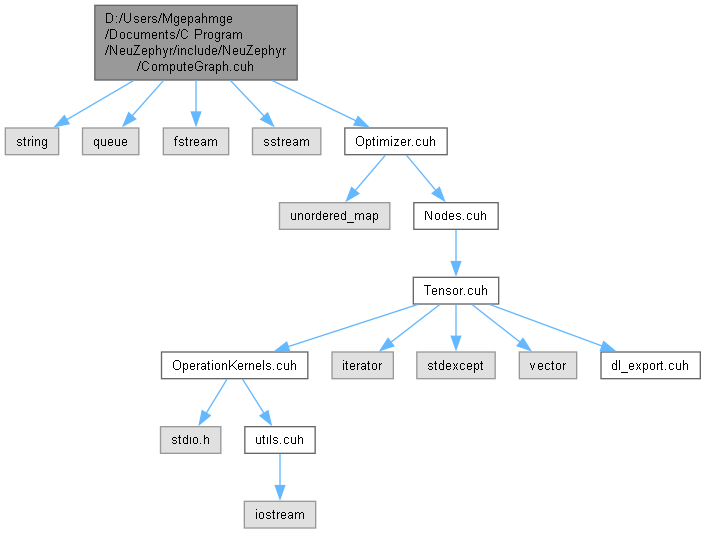 D:/Users/Mgepahmge
/Documents/C Program
/NeuZephyr/include/NeuZephyr
/ComputeGraph.cuh
string
queue
fstream
sstream
Optimizer.cuh
unordered_map
Nodes.cuh
Tensor.cuh
OperationKernels.cuh
iterator
stdexcept
vector
dl_export.cuh
stdio.h
utils.cuh
iostream